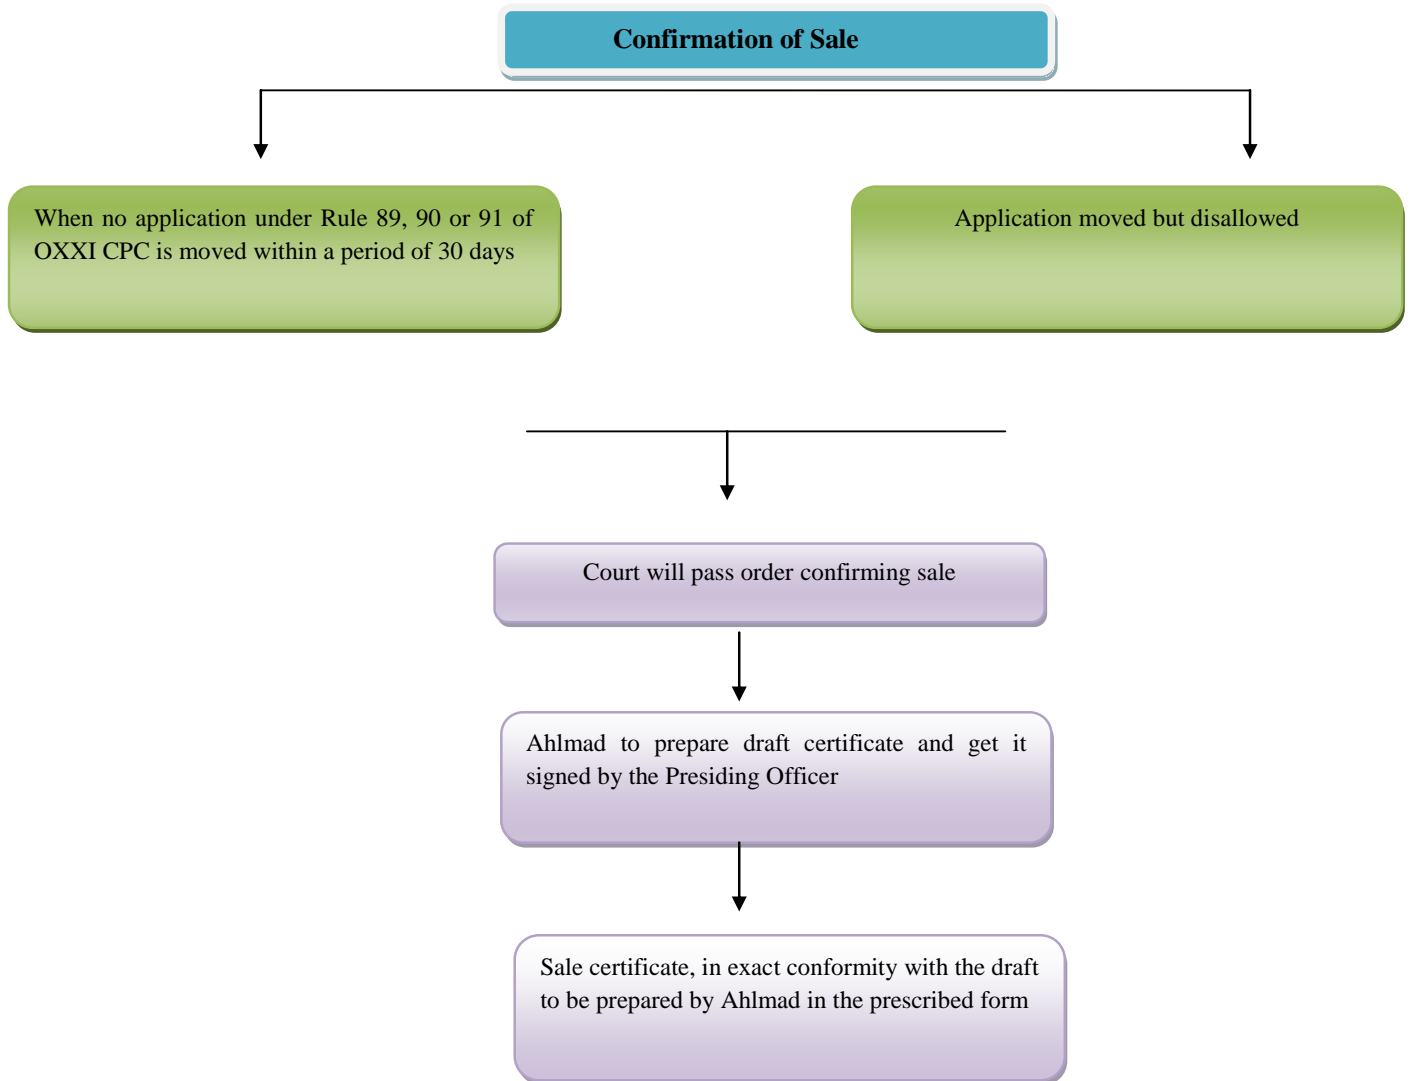 Confirmation of Sale
When no application under Rule 89, 90 or 91 of
OXXI CPC is moved within a period of 30 days
Application moved but disallowed
Court will pass order confirming sale
Ahlmad to prepare draft certificate and get it
signed by the Presiding Officer
Sale certificate, in exact conformity with the draft
to be prepared by Ahlmad in the prescribed form